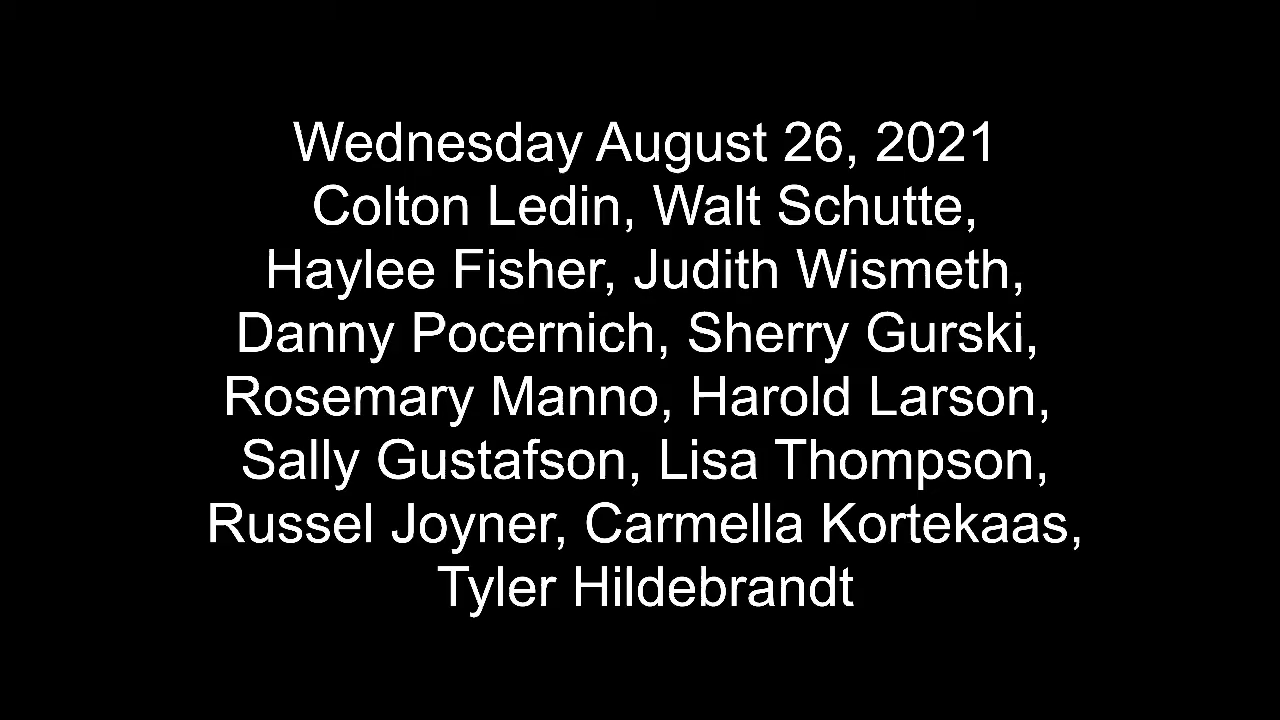 Wednesday August 26, 2021
Colton Ledin, Walt Schutte,
Haylee Fisher, Judith Wismeth,
Danny Pocernich, Sherry Gurski,
Rosemary Manno, Harold Larson,
Sally Gustafson, Lisa Thompson,
Russel Joyner, Carmella Kortekaas,
Tyler Hildebrandt